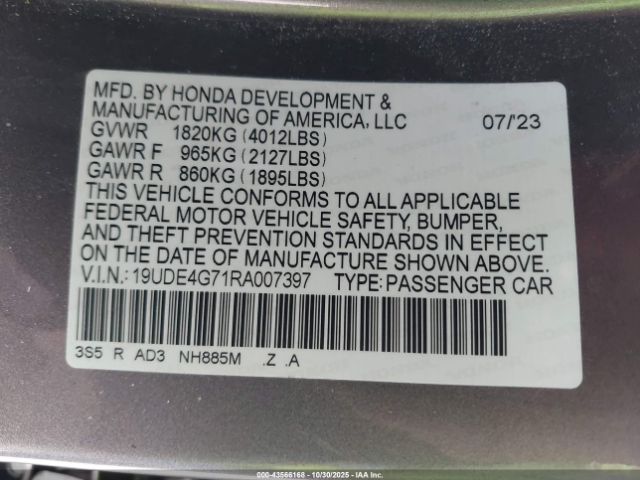 MFD. BY HONDA DEVELOPMENT &
MANUFACTURING OF AMERICA, LLC 07/'23
GVWR 1820KG (4012LBS)
GAWR F 965KG (2127LBS)
GAWR R 860KG (1895LBS)
THIS VEHICLE CONFORMS TO ALL APPLICABLE
FEDERAL MOTOR VEHICLE SAFETY, BUMPER,
AND THEFT PREVENTION STANDARDS IN EFFECT
ON THE DATE OF MANUFACTURE SHOWN ABOVE.
V.I.N.: 19UDE4G71RA007397 TYPE: PASSENGER CAR
3S5 R AD3 NH885M .Z .A
000-43566168 - 10/30/2025 - IAA Inc.